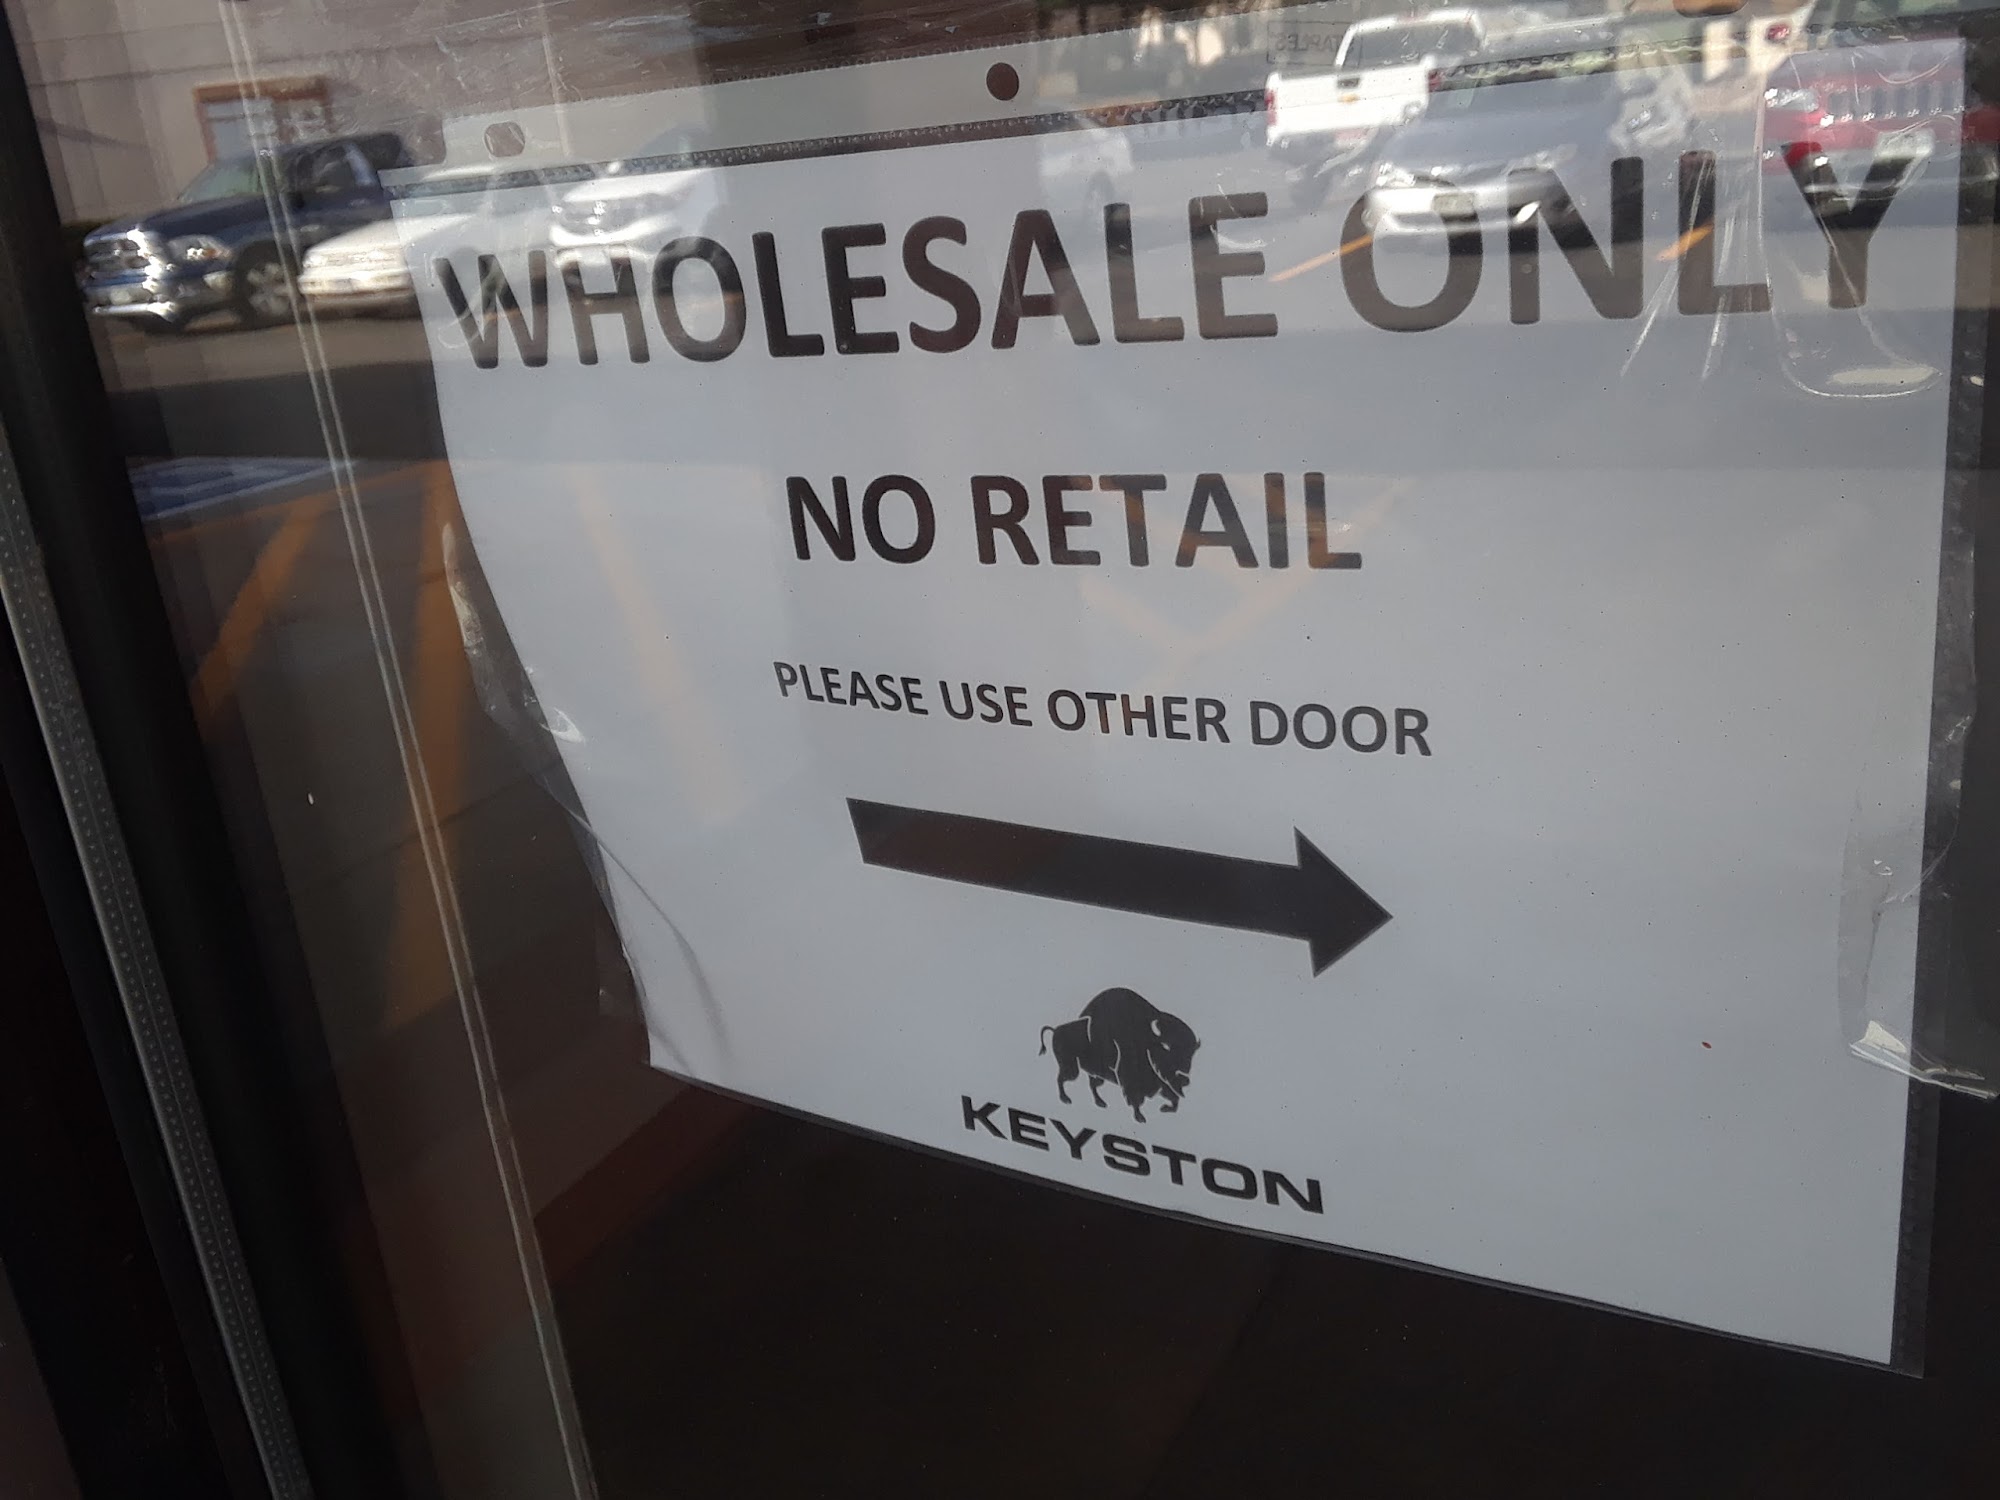 WHOLESALE ONLY
NO RETAIL
PLEASE USE OTHER DOOR
KEYSTON